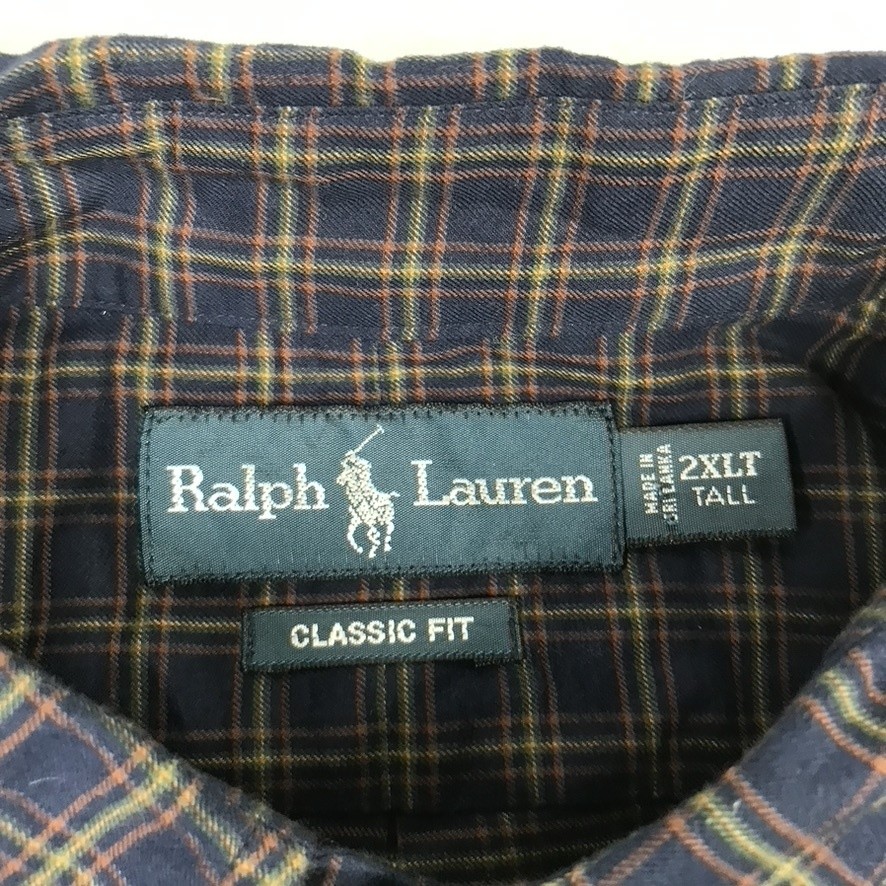 Ralph Lauren
MADE IN
SRI LANKA
2XLT
TALL
CLASSIC FIT